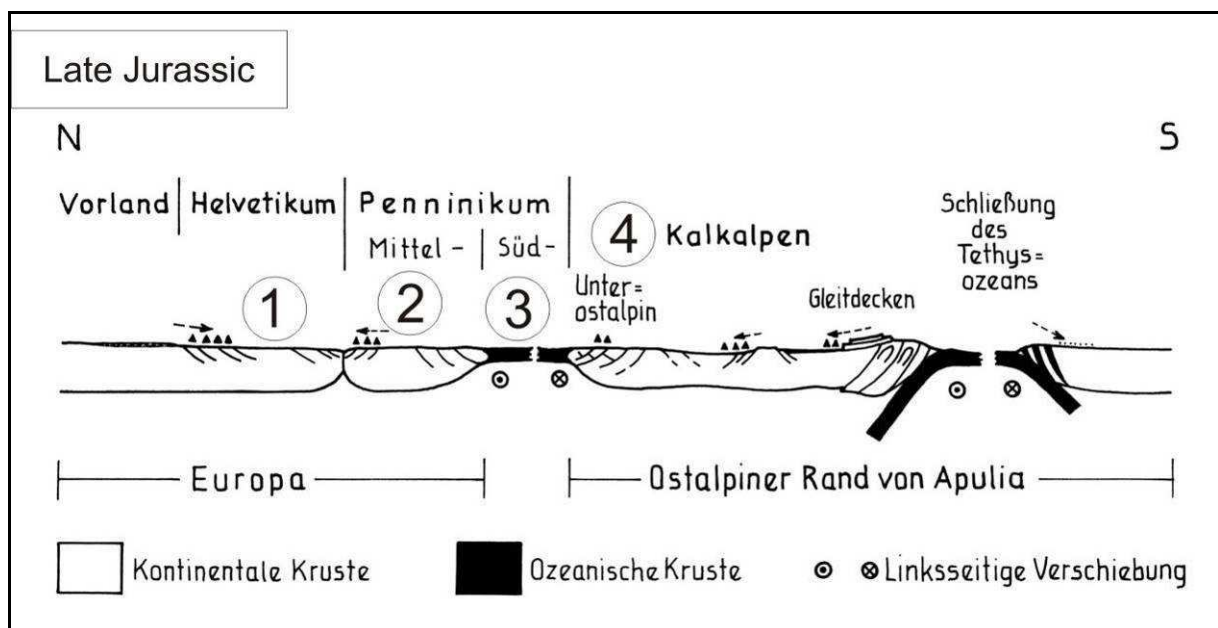 Late Jurassic
N
S
Vorland
Helvetikum
Penninikum
Mittel-
Süd-
4
Kalkalpen
Schließung
des
Tethys=
ozeans
Unter=
ostalpin
Gleitdecken
1
2
3
Europa
Ostalpiner Rand von Apulia
Kontinentale Kruste
Ozeanische Kruste
Linksseitige Verschiebung